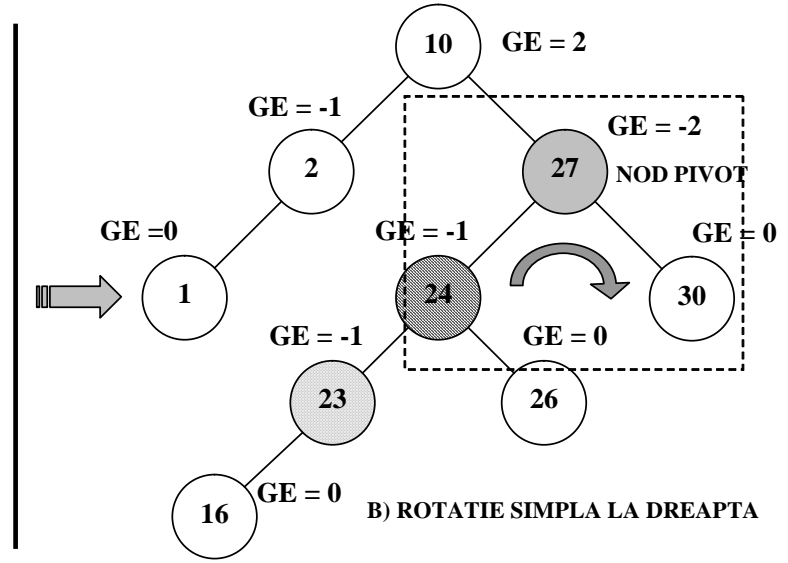 10 GE = 2
GE = -1
GE = -2
2
27 NOD PIVOT
GE =0
GE = -1
GE = 0
1
24
30
GE = -1
GE = 0
23
26
GE = 0
16
B) ROTATIE SIMPLA LA DREAPTA